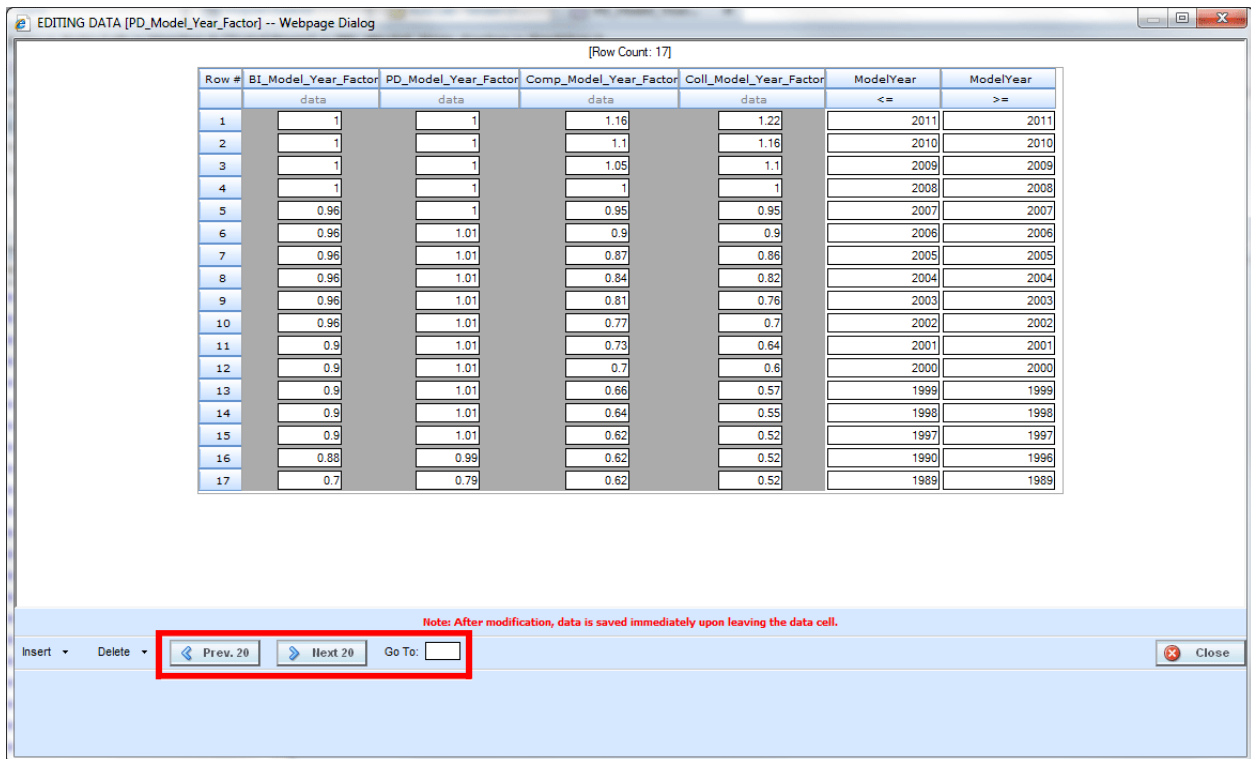 EDITING DATA [PD_Model_Year_Factor] -- Webpage Dialog
[Row Count: 17]
Row # BI_Model_Year_Factor PD_Model_Year_Factor Comp_Model_Year_Factor Coll_Model_Year_Factor ModelYear ModelYear
data data data data <= >=
1 1 1 1.16 1.22 2011 2011
2 1 1 1.1 1.16 2010 2010
3 1 1 1.05 1.1 2009 2009
4 1 1 1 1 2008 2008
5 0.96 1 0.95 0.95 2007 2007
6 0.96 1.01 0.9 0.9 2006 2006
7 0.96 1.01 0.87 0.86 2005 2005
8 0.96 1.01 0.84 0.82 2004 2004
9 0.96 1.01 0.81 0.76 2003 2003
10 0.96 1.01 0.77 0.7 2002 2002
11 0.9 1.01 0.73 0.64 2001 2001
12 0.9 1.01 0.7 0.6 2000 2000
13 0.9 1.01 0.66 0.57 1999 1999
14 0.9 1.01 0.64 0.55 1998 1998
15 0.9 1.01 0.62 0.52 1997 1997
16 0.88 0.99 0.62 0.52 1990 1996
17 0.7 0.79 0.62 0.52 1989 1989
Note: After modification, data is saved immediately upon leaving the data cell.
Insert Delete Prev. 20 Next 20 Go To: Close